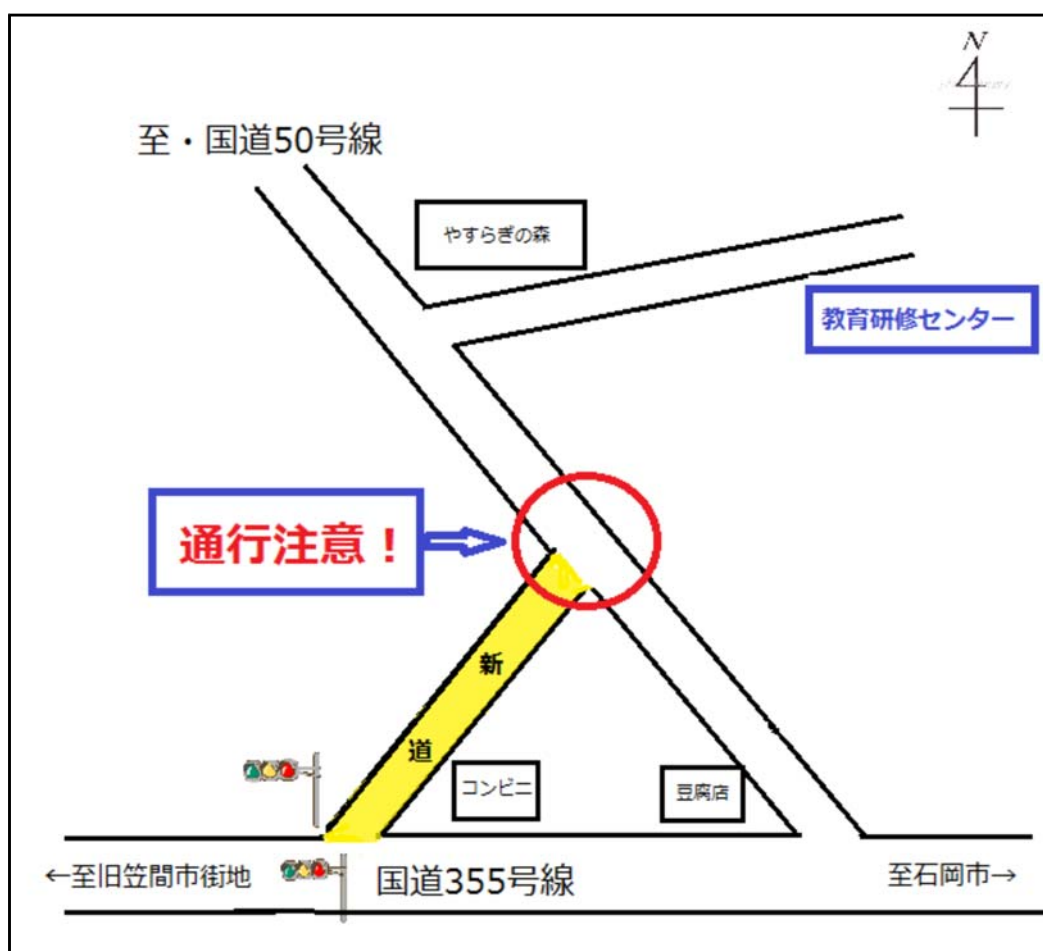 N
至・国道50号線
やすらぎの森
教育研修センター
通行注意！
新
道
コンビニ
豆腐店
←至旧笠間市街地
国道355号線
至石岡市→